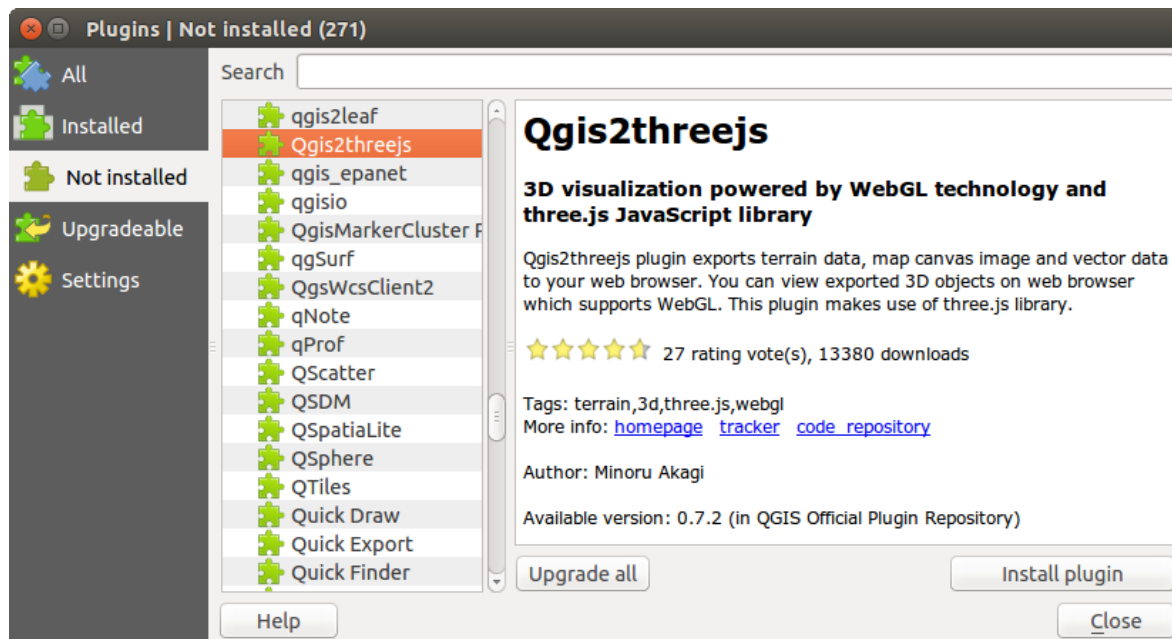 Plugins | Not installed (271)
All
Installed
Not installed
Upgradeable
Settings
Search
qgis2leaf
Qgis2threejs
qgis_epanet
qgisio
QgisMarkerCluster
qgSurf
QgsWcsClient2
qNote
qProf
QScatter
QSDM
QSpatiaLite
QSphere
QTiles
Quick Draw
Quick Export
Quick Finder
Qgis2threejs
3D visualization powered by WebGL technology and
three.js JavaScript library
Qgis2threejs plugin exports terrain data, map canvas image and vector data
to your web browser. You can view exported 3D objects on web browser
which supports WebGL. This plugin makes use of three.js library.
27 rating vote(s), 13380 downloads
Tags: terrain,3d,three.js,webgl
More info: homepage tracker code repository
Author: Minoru Akagi
Available version: 0.7.2 (in QGIS Official Plugin Repository)
Upgrade all
Install plugin
Help
Close